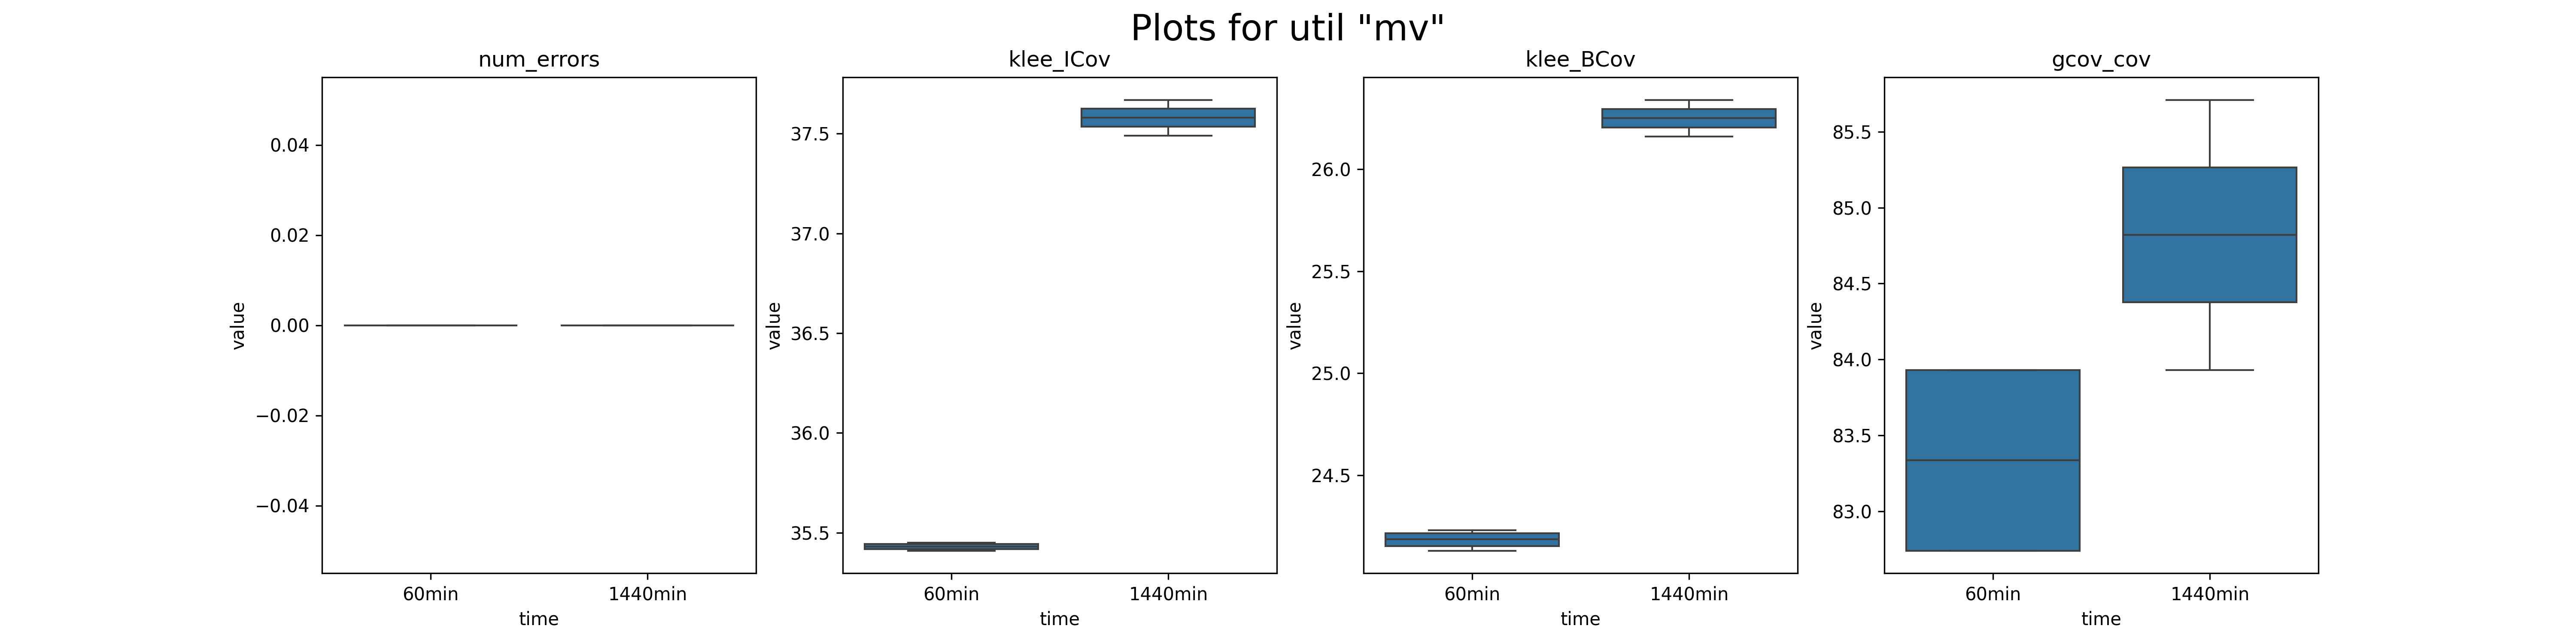 Plots for util "mv"
num_errors
klee_ICov
klee_BCov
gcov_cov
value
0.04
0.02
0.00
−0.02
−0.04
60min
1440min
time
value
37.5
37.0
36.5
36.0
35.5
60min
1440min
time
value
26.0
25.5
25.0
24.5
60min
1440min
time
value
85.5
85.0
84.5
84.0
83.5
83.0
60min
1440min
time